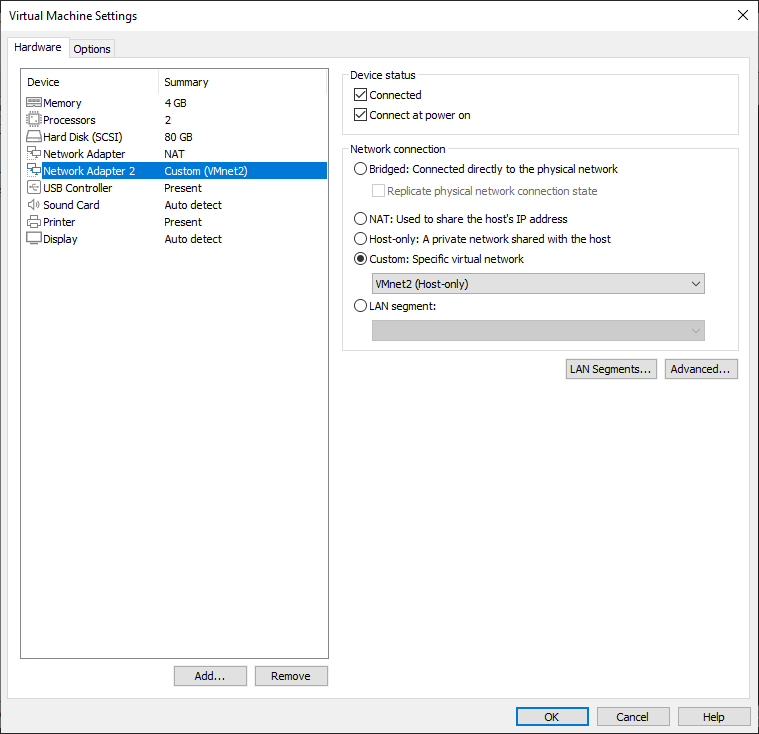 Virtual Machine Settings
Hardware Options
Device Summary
Memory 4 GB
Processors 2
Hard Disk (SCSI) 80 GB
Network Adapter NAT
Network Adapter 2 Custom (VMnet2)
USB Controller Present
Sound Card Auto detect
Printer Present
Display Auto detect
Add... Remove
Device status
Connected
Connect at power on
Network connection
Bridged: Connected directly to the physical network
Replicate physical network connection state
NAT: Used to share the host's IP address
Host-only: A private network shared with the host
Custom: Specific virtual network
VMnet2 (Host-only)
LAN segment:
LAN Segments... Advanced...
OK Cancel Help